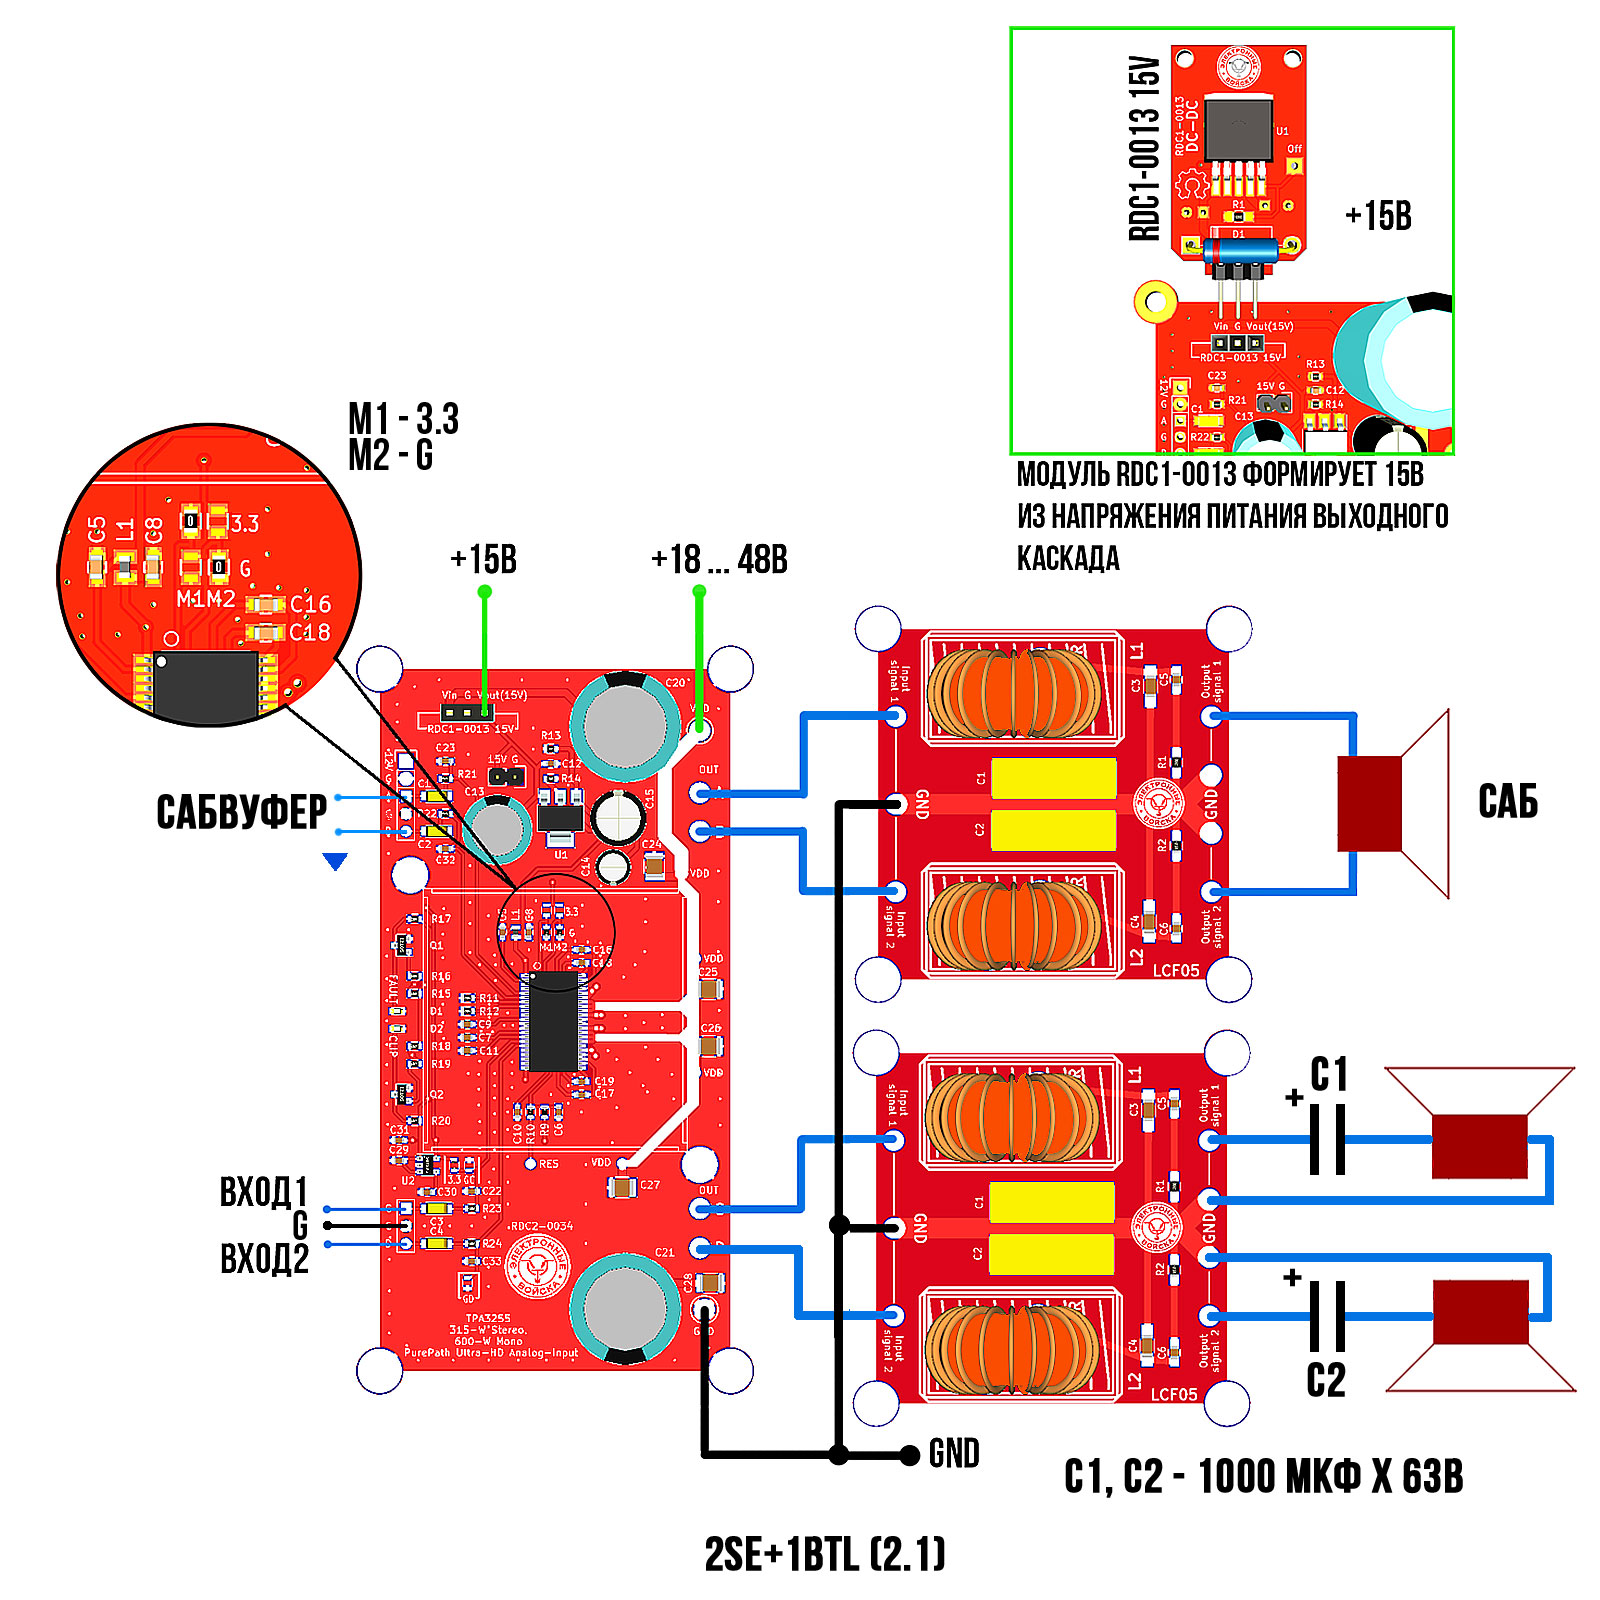 RDC1-0013 15V
ЭЛЕКТРОННЫЕ ВОЙСКА
RDC1-0013
DC-DC
U1
Off
R1
D1
+15В
Vin G Vout(15V)
RDC1-0013 15V
C23
R21
C1
R22
15V G
C13
R13
C12
R14
12V
G
A
G
МОДУЛЬ RDC1-0013 ФОРМИРУЕТ 15В
ИЗ НАПРЯЖЕНИЯ ПИТАНИЯ ВЫХОДНОГО
КАСКАДА
M1 - 3.3
M2 - G
G5 L1 G8
3.3
G
M1M2
C16
C18
+15В
+18 ... 48В
Vin G Vout(15V)
RDC1-0013 15V
C20
VDD
C23
R21
C1
C13
15V G
R13
C12
R14
OUT
C15
U1
C14
C24
VDD
C2
C32
САБВУФЕР
R17
Q1
R16
R15
FAULT
D1
D2
CLIP
R18
R19
Q2
R20
C31
C29
U2
L1 G8
3.3
G
M1M2
C16
C18
R11
R12
C9
C7
C11
C19
C17
C10
R10
R9
C6
VDD
C25
C26
VDD
RES
VDD
C27
3.3
C30
C22
R23
C3
C4
R24
C33
GD
ВХОД1
G
ВХОД2
RDC2-0034
ЭЛЕКТРОННЫЕ ВОЙСКА
C21
OUT
C28
GND
TPA3255
315-W Stereo,
600-W Mono
PurePath Ultra-HD Analog-Input
Input signal 1
L1
C3
C5
Output signal 1
C1
R1
GND
GND
C2
R2
Input signal 2
C4
C6
L2
LCF05
Output signal 2
САБ
Input signal 1
L1
C3
C5
Output signal 1
C1
R1
GND
GND
C2
R2
Input signal 2
C4
C6
L2
LCF05
Output signal 2
C1
+
+
C2
GND
C1, C2 - 1000 МКФ X 63В
2SE+1BTL (2.1)